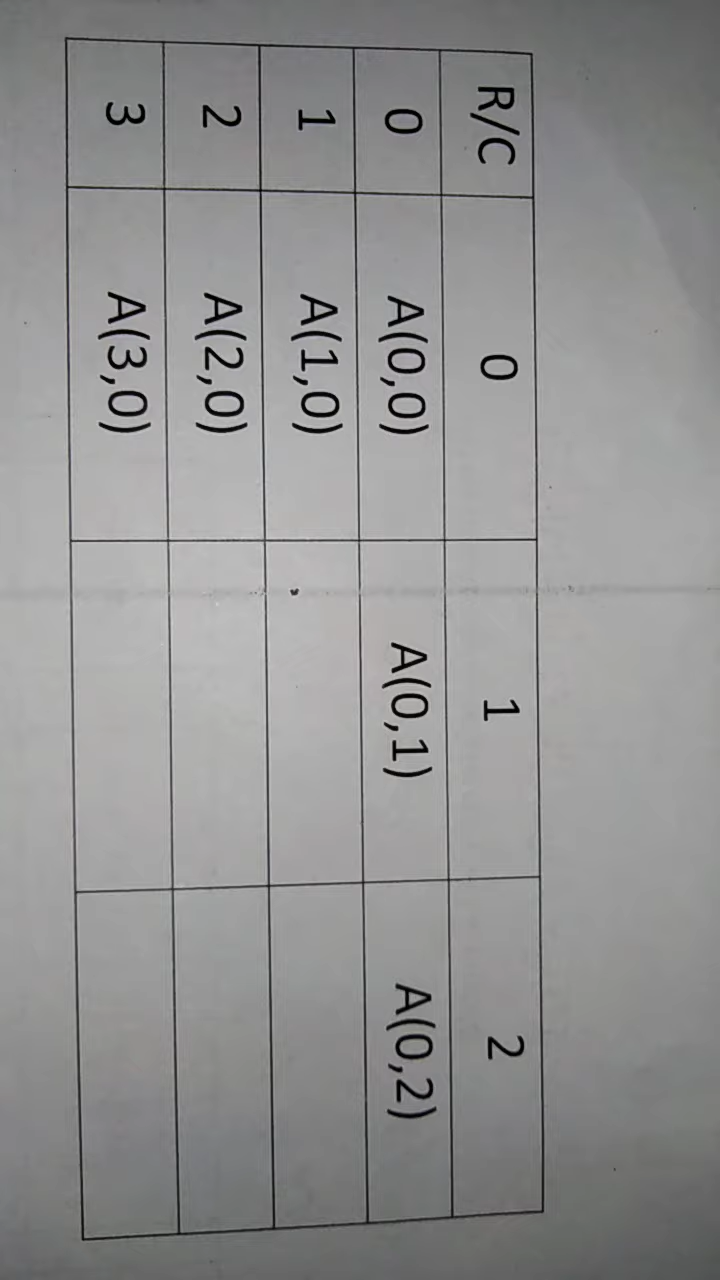 R/C 0 1 2
0 A(0,0) A(0,1) A(0,2)
1 A(1,0)
2 A(2,0)
3 A(3,0)